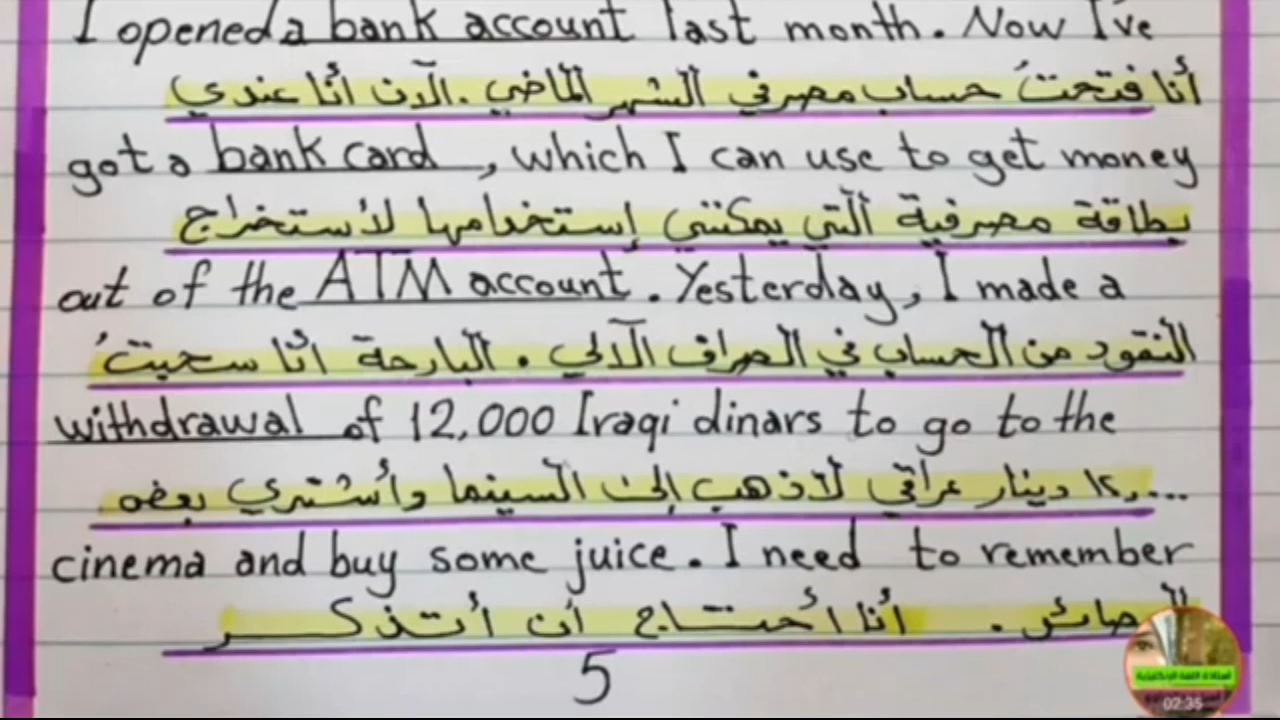 I opened a bank account last month. Now I've
أنا فتحتُ حساب مصرفي الشهر الماضي. الآن أنا عندي
got a bank card, which I can use to get money
بطاقة مصرفية التي يمكنني إستخدامها لأستخراج
out of the ATM account. Yesterday, I made a
النقود من الحساب في الصراف الآلي. البارحة أنا سحبتُ
withdrawal of 12,000 Iraqi dinars to go to the
١٢,٠٠٠ دينار عراقي لأذهب إلى السينما وأشتري بعض
cinema and buy some juice. I need to remember
العصائر. أنا أحتاج أن أتذكر
5
02:35